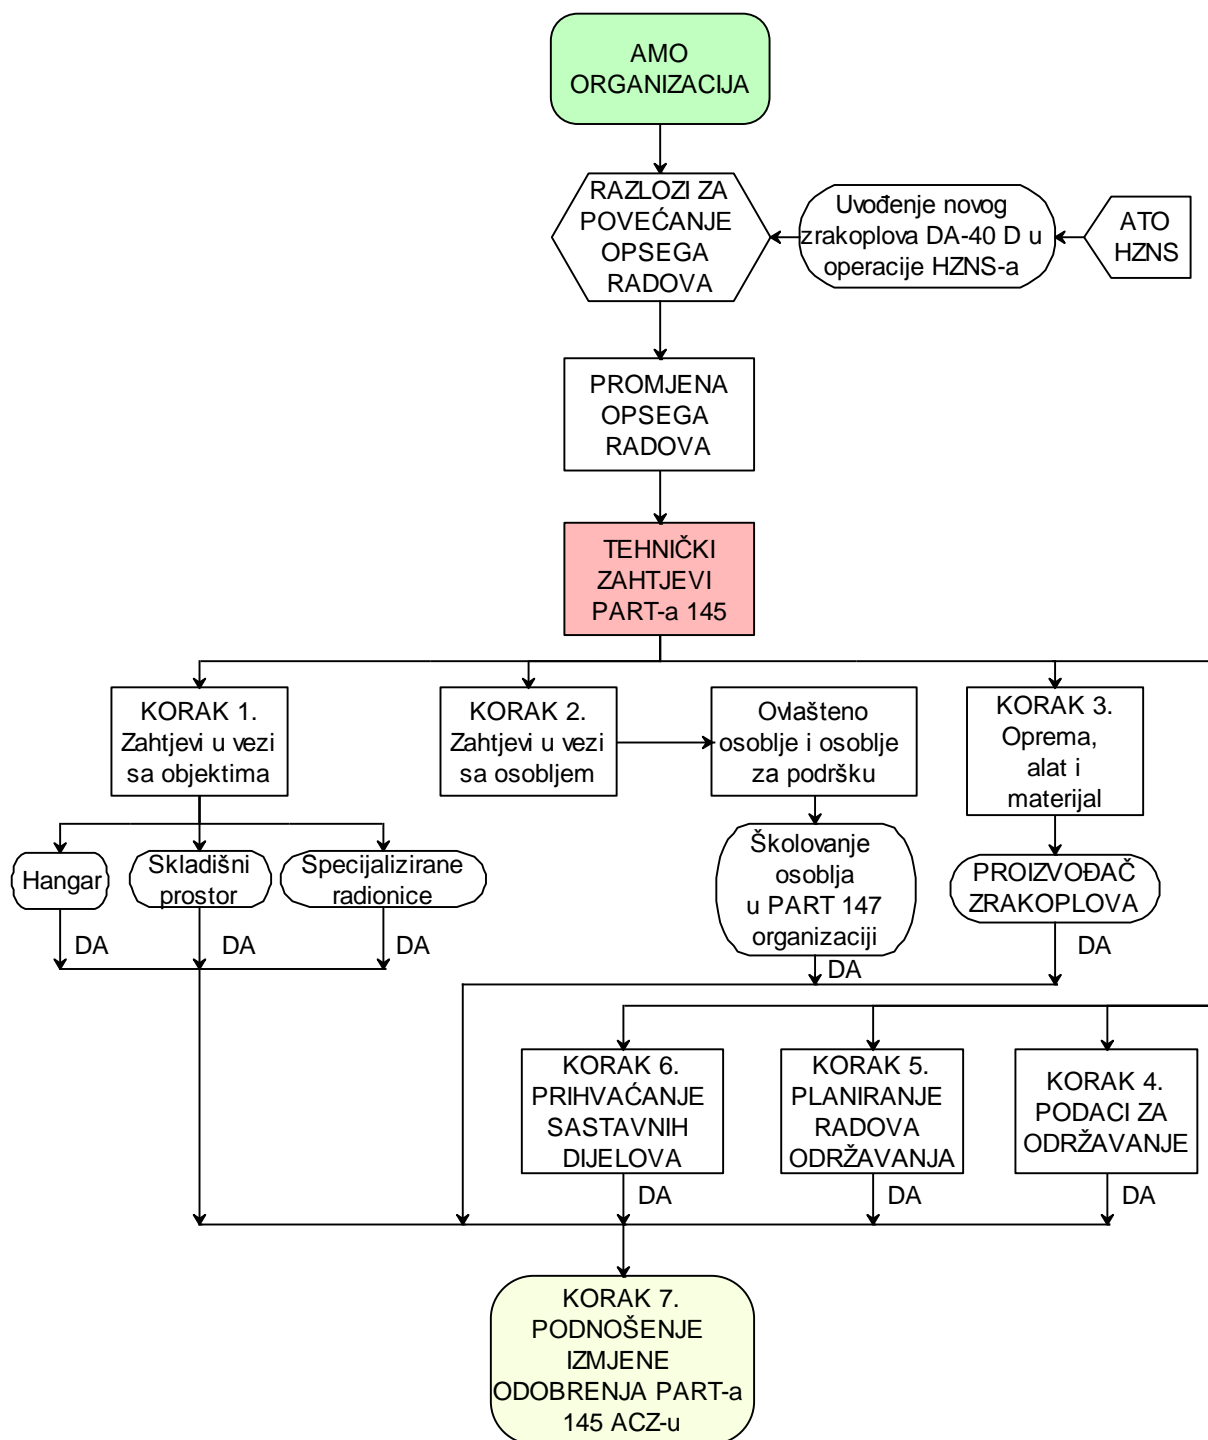 AMO
ORGANIZACIJA
RAZLOZI ZA
POVEĆANJE
OPSEGA
RADOVA
Uvođenje novog
zrakoplova DA-40 D u
operacije HZNS-a
ATO
HZNS
PROMJENA
OPSEGA
RADOVA
TEHNIČKI
ZAHTJEVI
PART-a 145
KORAK 1.
Zahtjevi u vezi
sa objektima
KORAK 2.
Zahtjevi u vezi
sa osobljem
Ovlašteno
osoblje i osoblje
za podršku
KORAK 3.
Oprema,
alat i
materijal
Hangar
Skladišni
prostor
Specijalizirane
radionice
Školovanje
osoblja
u PART 147
organizaciji
PROIZVOĐAČ
ZRAKOPLOVA
DA
DA
DA
DA
DA
KORAK 6.
PRIHVAĆANJE
SASTAVNIH
DIJELOVA
KORAK 5.
PLANIRANJE
RADOVA
ODRŽAVANJA
KORAK 4.
PODACI ZA
ODRŽAVANJE
DA
DA
DA
KORAK 7.
PODNOŠENJE
IZMJENE
ODOBRENJA PART-a
145 ACZ-u